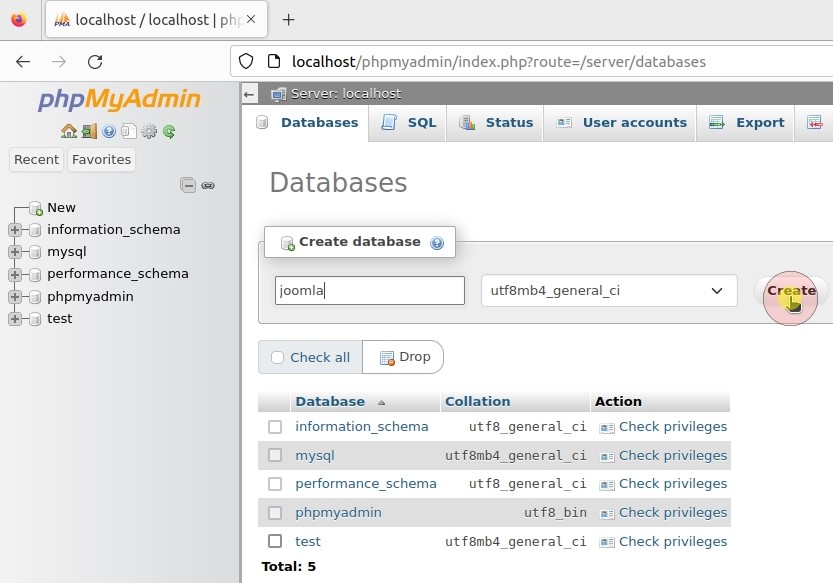 localhost / localhost | php
localhost/phpmyadmin/index.php?route=/server/databases
phpMyAdmin
Recent Favorites
New
information_schema
mysql
performance_schema
phpmyadmin
test
Server: localhost
Databases SQL Status User accounts Export
Databases
Create database
joomla utf8mb4_general_ci Create
Check all Drop
Database Collation Action
information_schema utf8_general_ci Check privileges
mysql utf8mb4_general_ci Check privileges
performance_schema utf8_general_ci Check privileges
phpmyadmin utf8_bin Check privileges
test utf8mb4_general_ci Check privileges
Total: 5